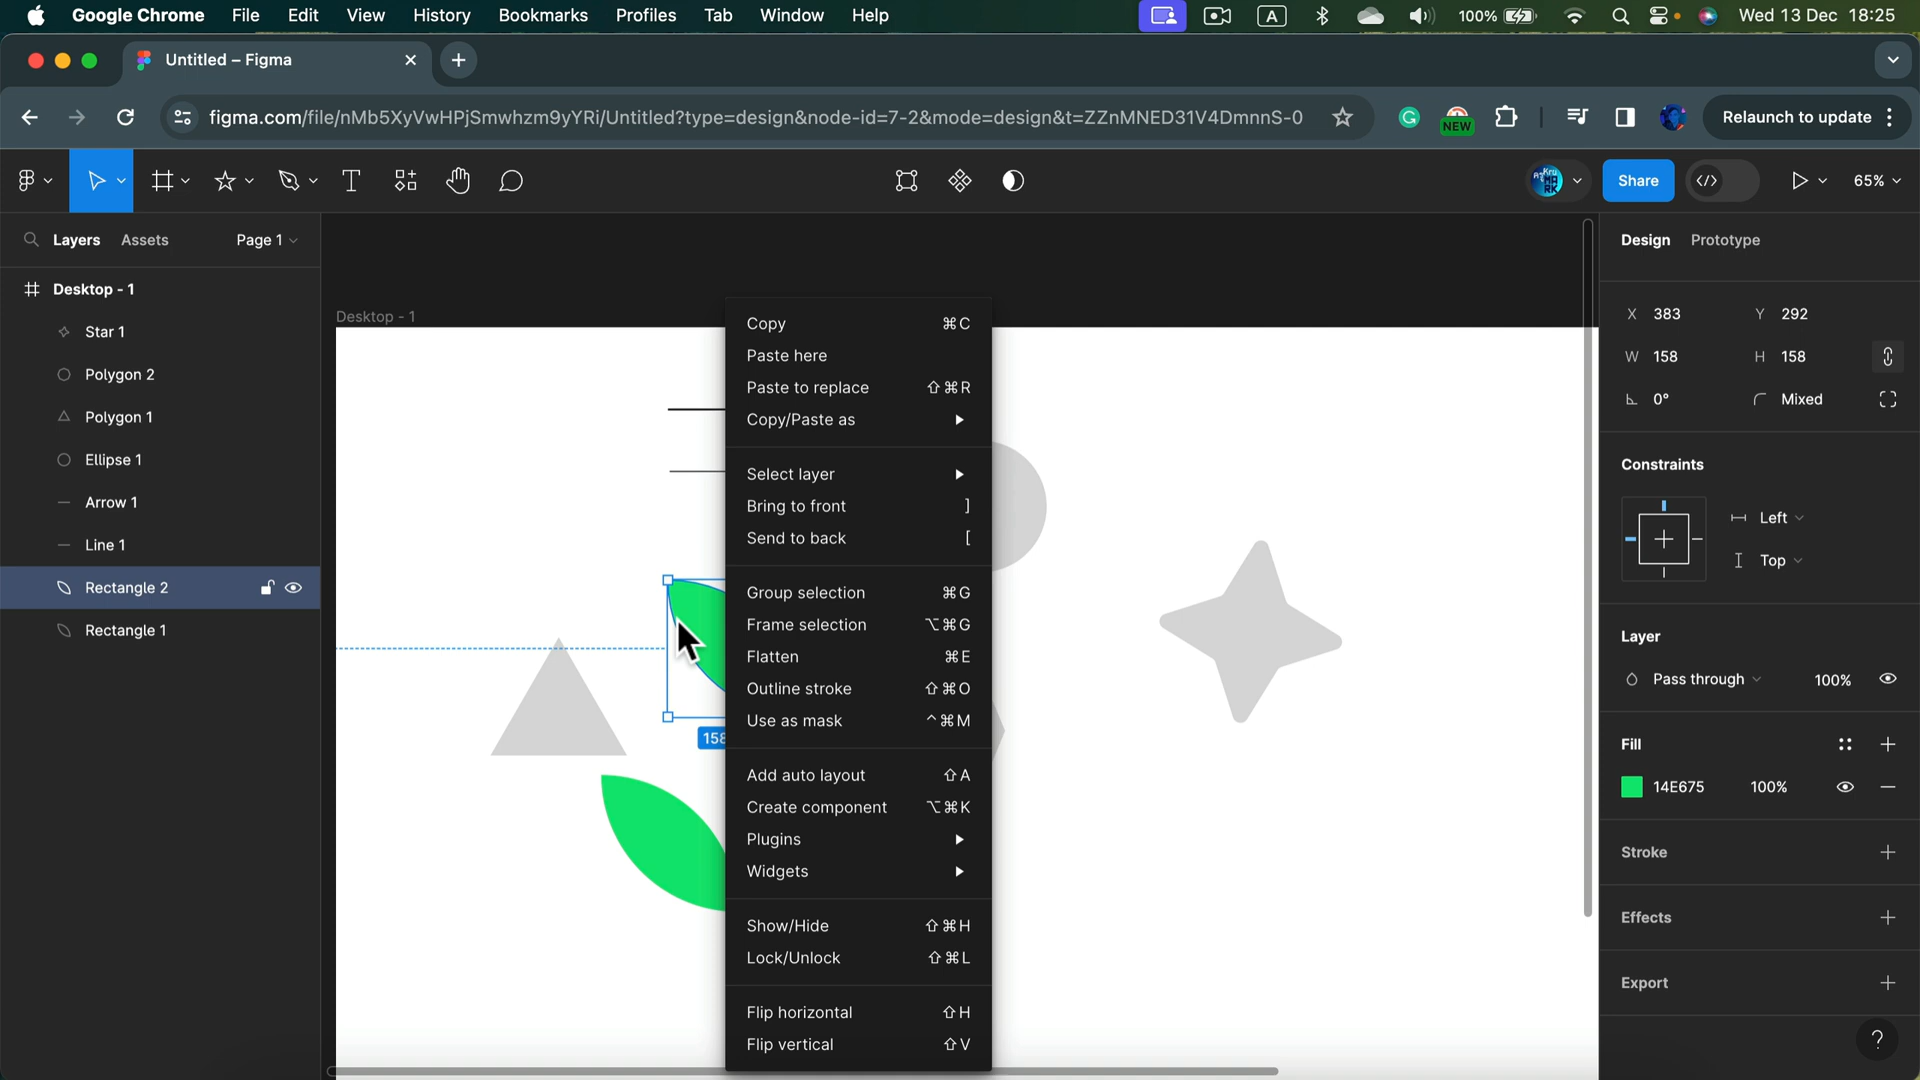 Google Chrome File Edit View History Bookmarks Profiles Tab Window Help A 100% Wed 13 Dec 18:25
Untitled – Figma
figma.com/file/nMb5XyVwHPjSmwhzm9yYRi/Untitled?type=design&node-id=7-2&mode=design&t=ZZnMNED31V4DmnnS-0 NEW Relaunch to update
Share 65%
Layers Assets Page 1
Desktop - 1
Star 1
Polygon 2
Polygon 1
Ellipse 1
Arrow 1
Line 1
Rectangle 2
Rectangle 1
Desktop - 1
158
Copy ⌘C
Paste here
Paste to replace ⇧⌘R
Copy/Paste as
Select layer
Bring to front ]
Send to back [
Group selection ⌘G
Frame selection ⌥⌘G
Flatten ⌘E
Outline stroke ⇧⌘O
Use as mask ^⌘M
Add auto layout ⇧A
Create component ⌥⌘K
Plugins
Widgets
Show/Hide ⇧⌘H
Lock/Unlock ⇧⌘L
Flip horizontal ⇧H
Flip vertical ⇧V
Design Prototype
X 383 Y 292
W 158 H 158
0° Mixed
Constraints
Left
Top
Layer
Pass through 100%
Fill
14E675 100%
Stroke
Effects
Export
?